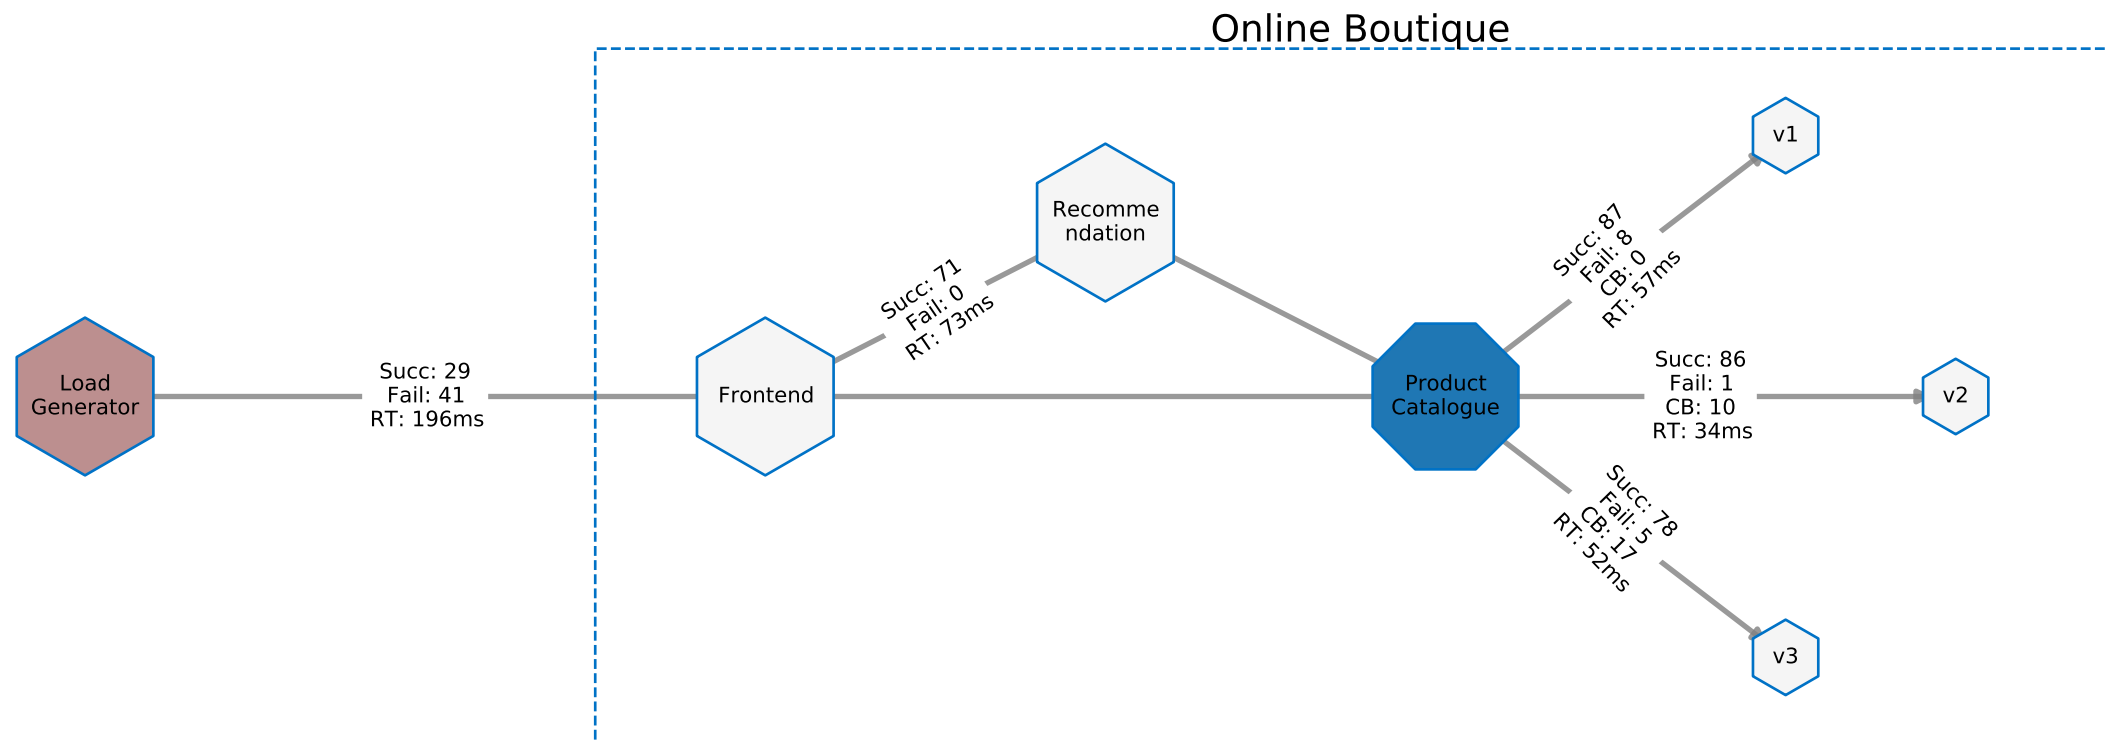 Online Boutique
Load
Generator
Succ: 29
Fail: 41
RT: 196ms
Frontend
Succ: 71
Fail: 0
RT: 73ms
Recomme
ndation
Product
Catalogue
Succ: 87
Fail: 8
CB: 0
RT: 57ms
v1
Succ: 86
Fail: 1
CB: 10
RT: 34ms
v2
Succ: 78
Fail: 5
CB: 17
RT: 52ms
v3